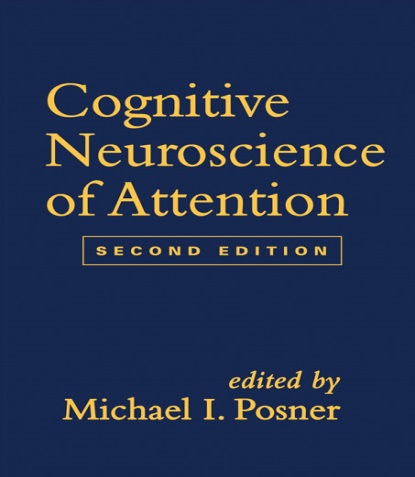 Cognitive
Neuroscience
of Attention
SECOND EDITION
edited by
Michael I. Posner